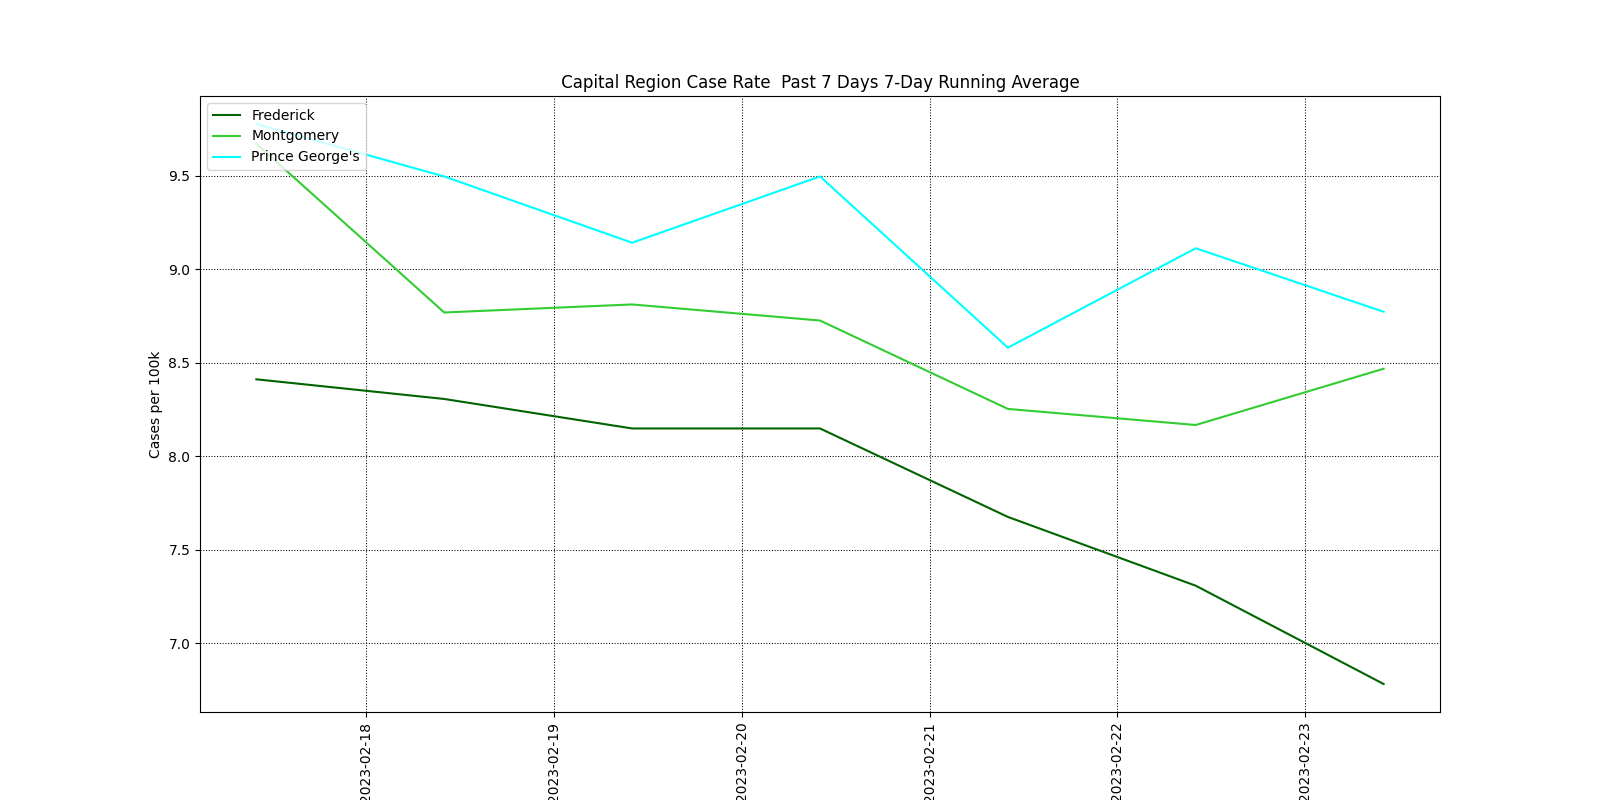 Capital Region Case Rate  Past 7 Days 7-Day Running Average
Frederick
Montgomery
Prince George's
9.5
9.0
8.5
8.0
7.5
7.0
Cases per 100k
2023-02-18
2023-02-19
2023-02-20
2023-02-21
2023-02-22
2023-02-23